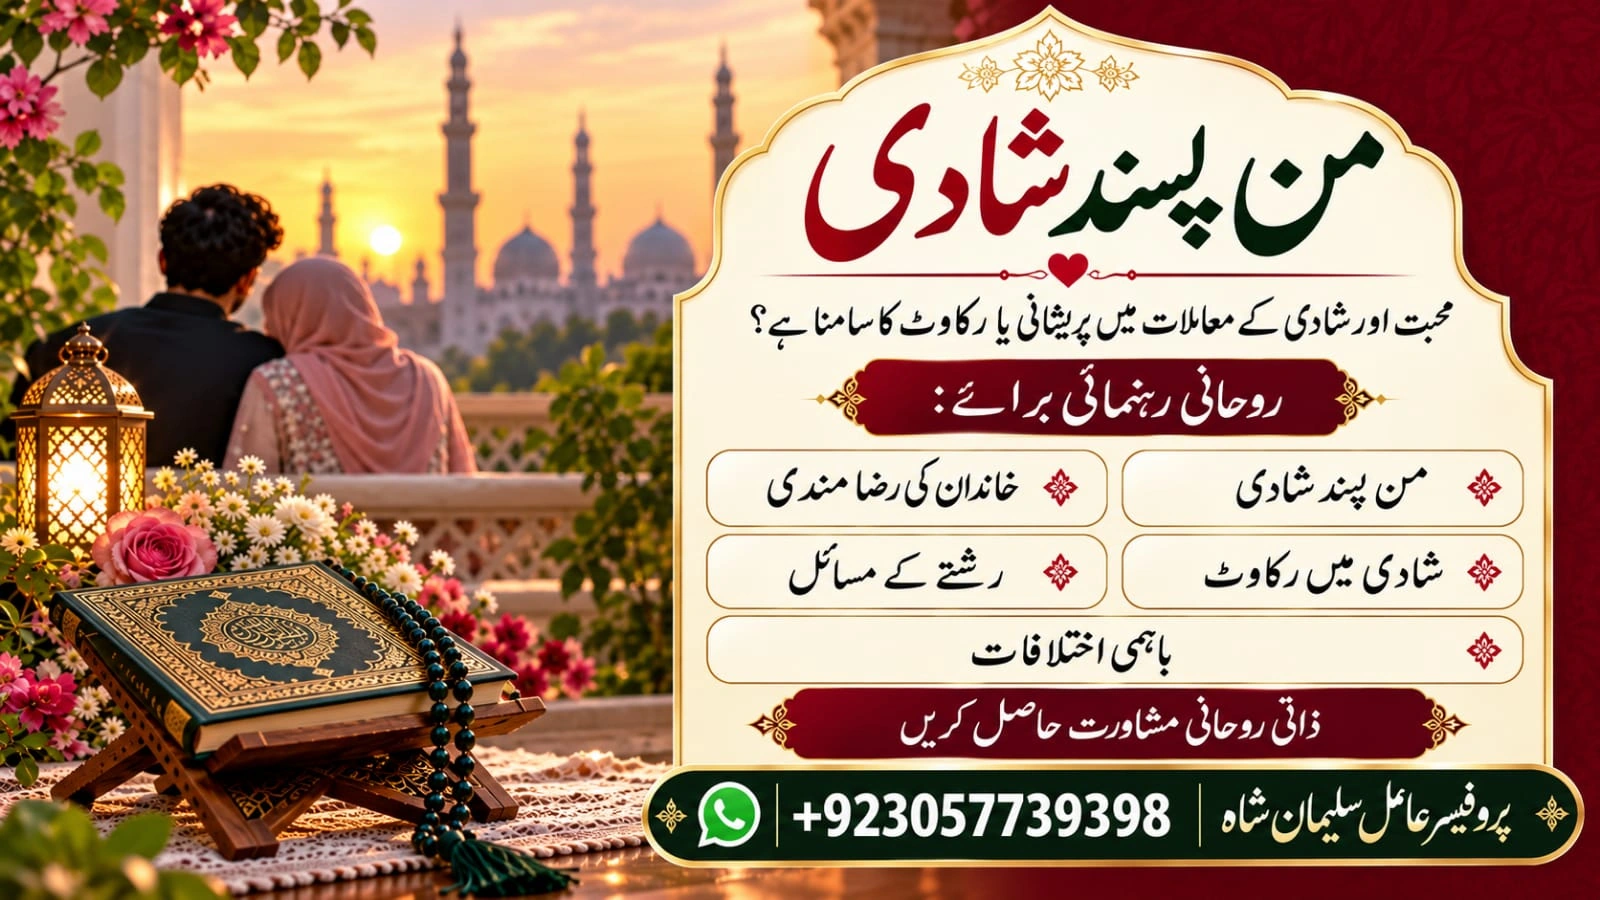 من پسند شادی
محبت اور شادی کے معاملات میں پریشانی یا رکاوٹ کا سامنا ہے؟
روحانی رہنمائی برائے:
من پسند شادی
خاندان کی رضا مندی
شادی میں رکاوٹ
رشتے کے مسائل
باہمی اختلافات
ذاتی روحانی مشاورت حاصل کریں
پروفیسر عامل سلیمان شاہ
+923057739398